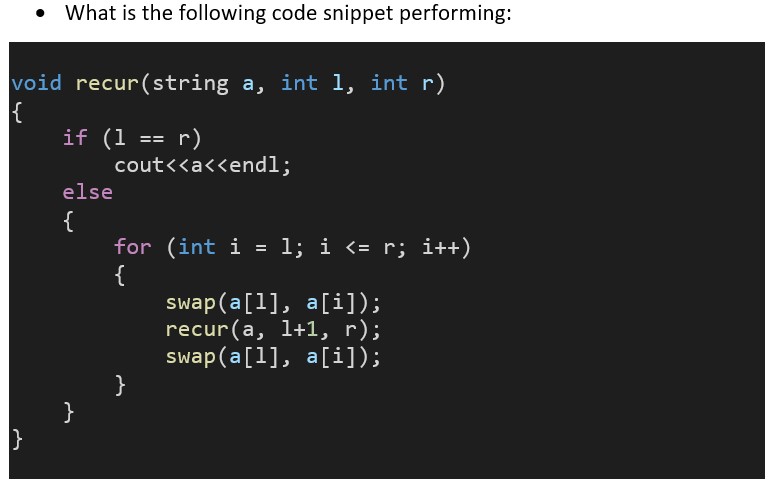 • What is the following code snippet performing:
void recur(string a, int l, int r)
{
    if (l == r)
        cout<<a<<endl;
    else
    {
        for (int i = l; i <= r; i++)
        {
            swap(a[l], a[i]);
            recur(a, l+1, r);
            swap(a[l], a[i]);
        }
    }
}